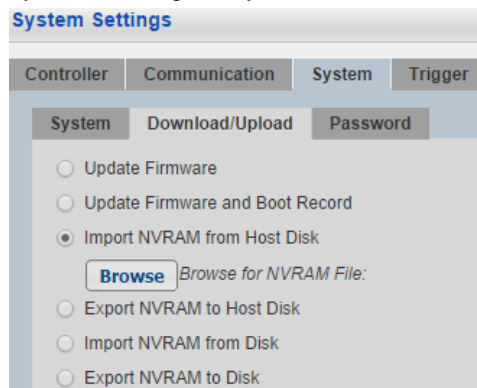 System Settings
Controller Communication System Trigger
System Download/Upload Password
Update Firmware
Update Firmware and Boot Record
Import NVRAM from Host Disk
Browse Browse for NVRAM File:
Export NVRAM to Host Disk
Import NVRAM from Disk
Export NVRAM to Disk